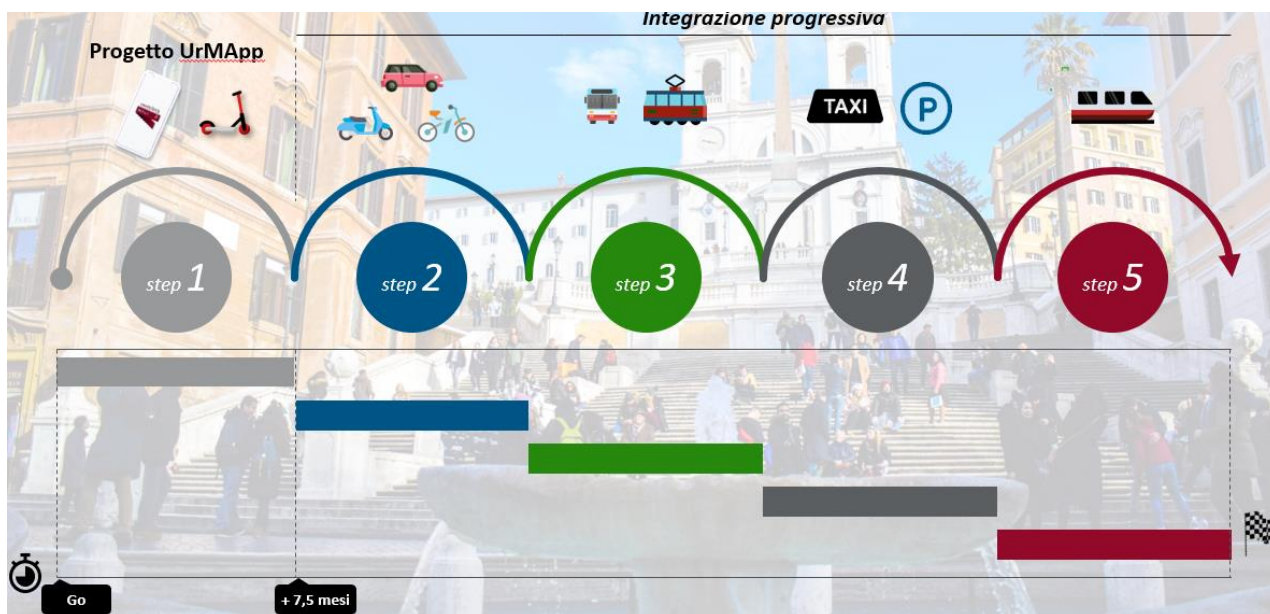 Integrazione progressiva
Progetto UrMApp
TAXI
P
step 1
step 2
step 3
step 4
step 5
Go
+ 7,5 mesi